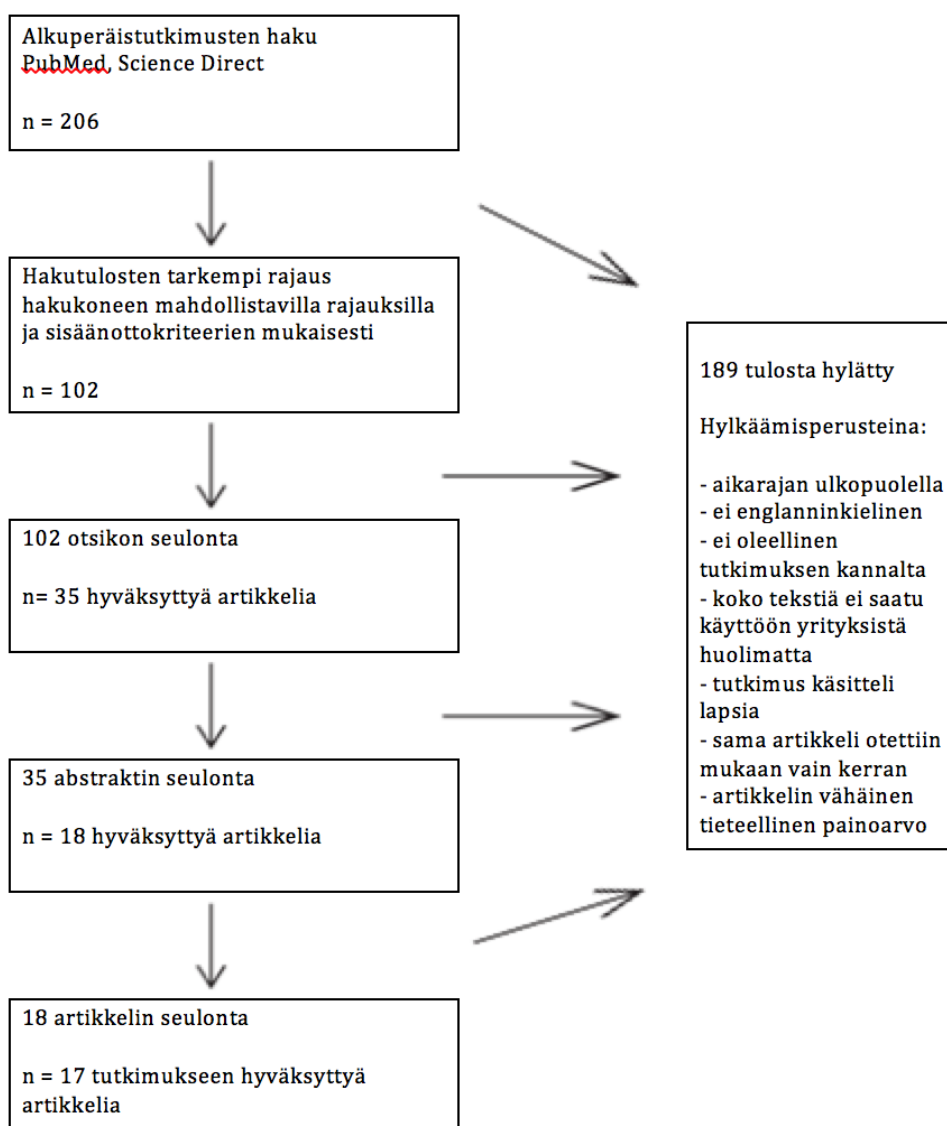 Alkuperäistutkimusten haku
PubMed, Science Direct
n = 206
Hakutulosten tarkempi rajaus
hakukoneen mahdollistavilla rajauksilla
ja sisäänottokriteerien mukaisesti
n = 102
102 otsikon seulonta
n= 35 hyväksyttyä artikkelia
35 abstraktin seulonta
n = 18 hyväksyttyä artikkelia
18 artikkelin seulonta
n = 17 tutkimukseen hyväksyttyä
artikkelia
189 tulosta hylätty
Hylkäämisperusteina:
- aikarajan ulkopuolella
- ei englanninkielinen
- ei oleellinen
tutkimuksen kannalta
- koko tekstiä ei saatu
käyttöön yrityksistä
huolimatta
- tutkimus käsitteli
lapsia
- sama artikkeli otettiin
mukaan vain kerran
- artikkelin vähäinen
tieteellinen painoarvo